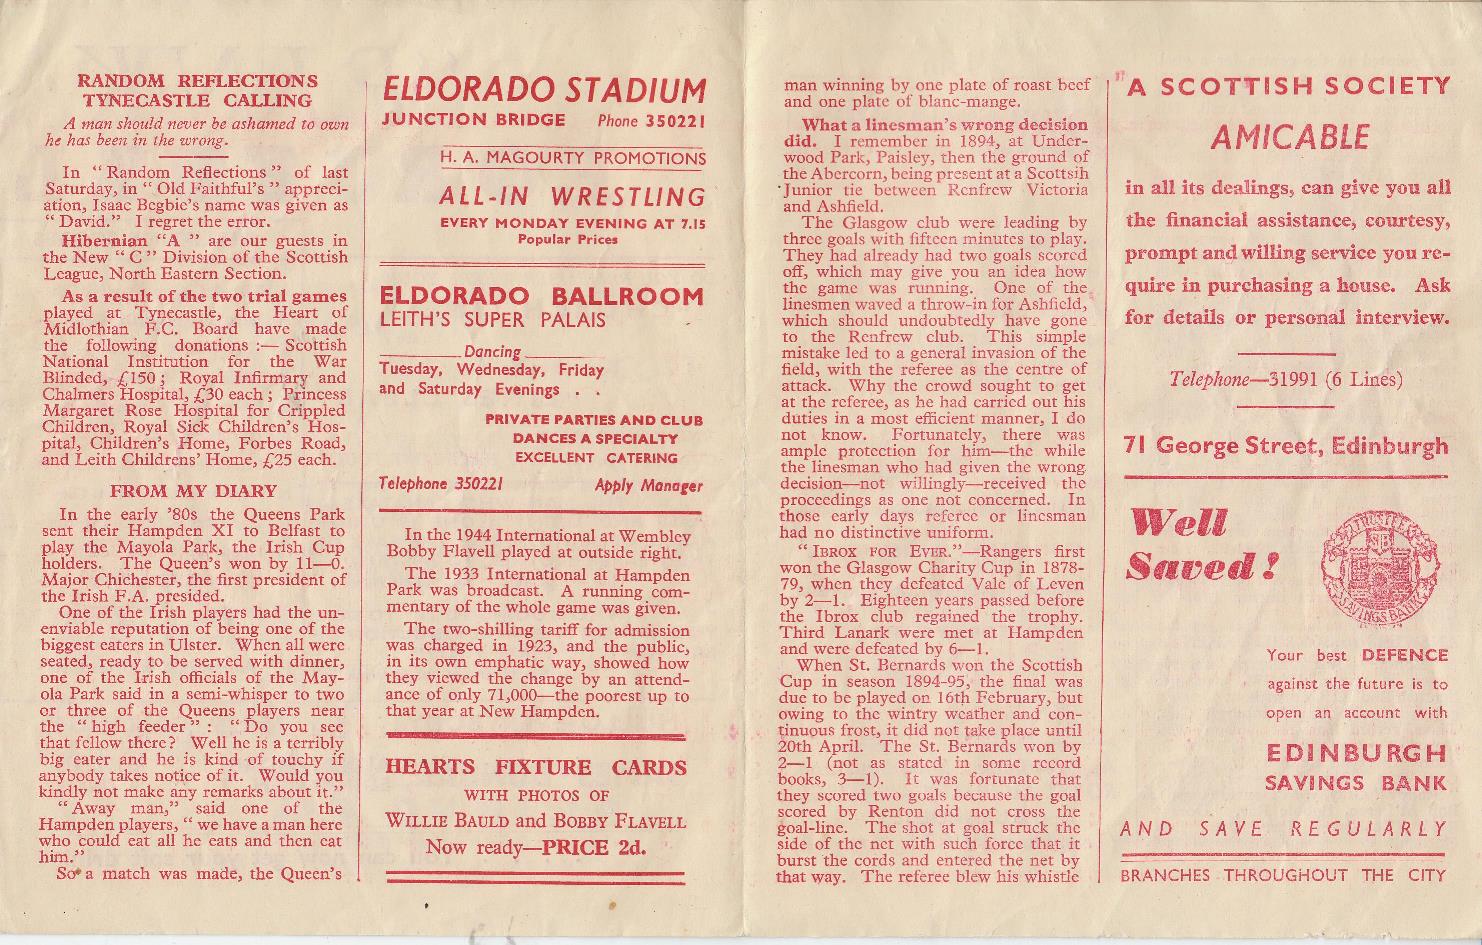 RANDOM REFLECTIONS
TYNECASTLE CALLING
A man should never be ashamed to own
he has been in the wrong.
In " Random Reflections " of last
Saturday, in " Old Faithful's " appreci-
ation, Isaac Begbie's name was given as
" David." I regret the error.
Hibernian "A " are our guests in
the New " C " Division of the Scottish
League, North Eastern Section.
As a result of the two trial games
played at Tynecastle, the Heart of
Midlothian F.C. Board have made
the following donations :— Scottish
National Institution for the War
Blinded, £150 ; Royal Infirmary and
Chalmers Hospital, £30 each ; Princess
Margaret Rose Hospital for Crippled
Children, Royal Sick Children's Hos-
pital, Children's Home, Forbes Road,
and Leith Childrens' Home, £25 each.
FROM MY DIARY
In the early '80s the Queens Park
sent their Hampden XI to Belfast to
play the Mayola Park, the Irish Cup
holders. The Queen's won by 11—0.
Major Chichester, the first president of
the Irish F.A. presided.
One of the Irish players had the un-
enviable reputation of being one of the
biggest eaters in Ulster. When all were
seated, ready to be served with dinner,
one of the Irish officials of the May-
ola Park said in a semi-whisper to two
or three of the Queens players near
the " high feeder " : " Do you see
that fellow there? Well he is a terribly
big eater and he is kind of touchy if
anybody takes notice of it. Would you
kindly not make any remarks about it."
" Away man," said one of the
Hampden players, " we have a man here
who could eat all he eats and then eat
him."
So a match was made, the Queen's
ELDORADO STADIUM
JUNCTION BRIDGE Phone 350221
H. A. MAGOURTY PROMOTIONS
ALL-IN WRESTLING
EVERY MONDAY EVENING AT 7.15
Popular Prices
ELDORADO BALLROOM
LEITH'S SUPER PALAIS
Dancing
Tuesday, Wednesday, Friday
and Saturday Evenings . .
PRIVATE PARTIES AND CLUB
DANCES A SPECIALTY
EXCELLENT CATERING
Telephone 350221 Apply Manager
In the 1944 International at Wembley
Bobby Flavell played at outside right.
The 1933 International at Hampden
Park was broadcast. A running com-
mentary of the whole game was given.
The two-shilling tariff for admission
was charged in 1923, and the public,
in its own emphatic way, showed how
they viewed the change by an attend-
ance of only 71,000—the poorest up to
that year at New Hampden.
HEARTS FIXTURE CARDS
WITH PHOTOS OF
WILLIE BAULD and BOBBY FLAVELL
Now ready—PRICE 2d.
man winning by one plate of roast beef
and one plate of blanc-mange.
What a linesman's wrong decision
did. I remember in 1894, at Under-
wood Park, Paisley, then the ground of
the Abercorn, being present at a Scottsih
Junior tie between Renfrew Victoria
and Ashfield.
The Glasgow club were leading by
three goals with fifteen minutes to play.
They had already had two goals scored
off, which may give you an idea how
the game was running. One of the
linesmen waved a throw-in for Ashfield,
which should undoubtedly have gone
to the Renfrew club. This simple
mistake led to a general invasion of the
field, with the referee as the centre of
attack. Why the crowd sought to get
at the referee, as he had carried out his
duties in a most efficient manner, I do
not know. Fortunately, there was
ample protection for him—the while
the linesman who had given the wrong
decision—not willingly—received the
proceedings as one not concerned. In
those early days referee or linesman
had no distinctive uniform.
" IBROX FOR EVER."—Rangers first
won the Glasgow Charity Cup in 1878-
79, when they defeated Vale of Leven
by 2—1. Eighteen years passed before
the Ibrox club regained the trophy.
Third Lanark were met at Hampden
and were defeated by 6—1.
When St. Bernards won the Scottish
Cup in season 1894-95, the final was
due to be played on 16th February, but
owing to the wintry weather and con-
tinuous frost, it did not take place until
20th April. The St. Bernards won by
2—1 (not as stated in some record
books, 3—1). It was fortunate that
they scored two goals because the goal
scored by Renton did not cross the
goal-line. The shot at goal struck the
side of the net with such force that it
burst the cords and entered the net by
that way. The referee blew his whistle
A SCOTTISH SOCIETY
AMICABLE
in all its dealings, can give you all
the financial assistance, courtesy,
prompt and willing service you re-
quire in purchasing a house. Ask
for details or personal interview.
Telephone—31991 (6 Lines)
71 George Street, Edinburgh
Well
Saved!
TRUSTEE
SAVINGS BANK
Your best DEFENCE
against the future is to
open an account with
EDINBURGH
SAVINGS BANK
AND SAVE REGULARLY
BRANCHES THROUGHOUT THE CITY